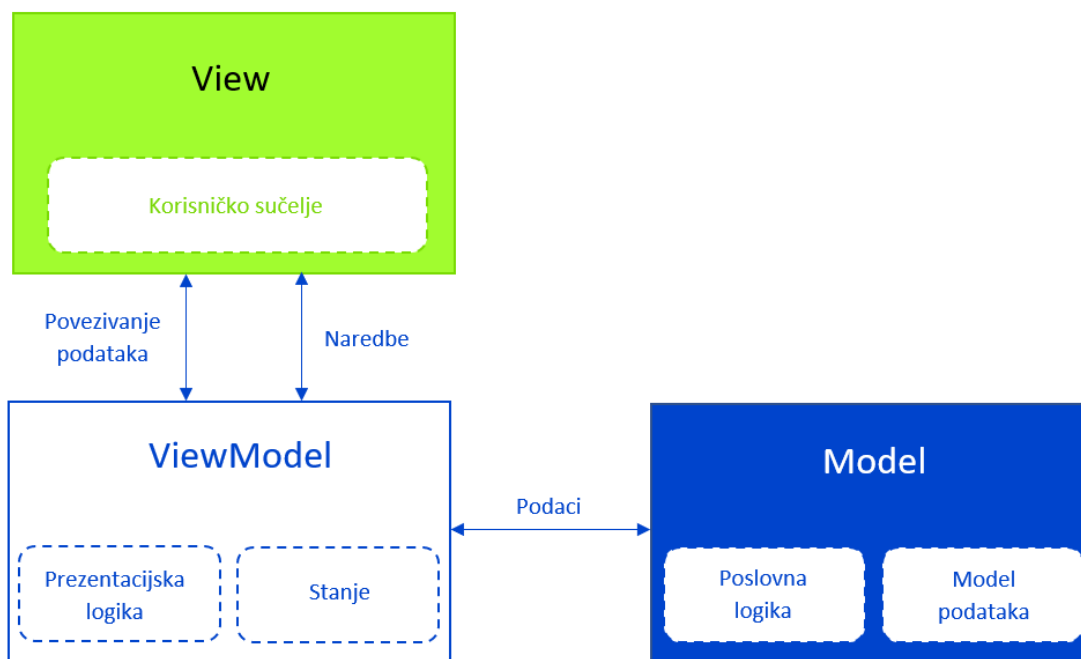 View
Korisničko sučelje
Povezivanje
podataka
Naredbe
ViewModel
Prezentacijska
logika
Stanje
Podaci
Model
Poslovna
logika
Model
podataka